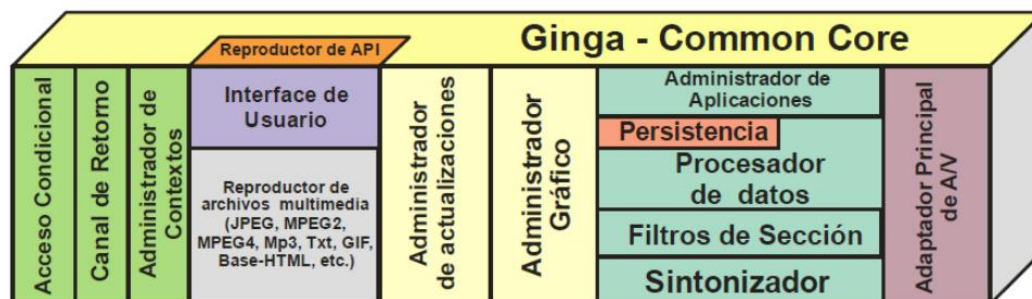 Ginga - Common Core
Reproductor de API
Acceso Condicional
Canal de Retorno
Administrador de
Contextos
Interface de
Usuario
Reproductor de
archivos multimedia
(JPEG, MPEG2,
MPEG4, Mp3, Txt, GIF,
Base-HTML, etc.)
Administrador
de actualizaciones
Administrador
Gráfico
Administrador de
Aplicaciones
Persistencia
Procesador
de datos
Filtros de Sección
Sintonizador
Adaptador Principal
de A/V